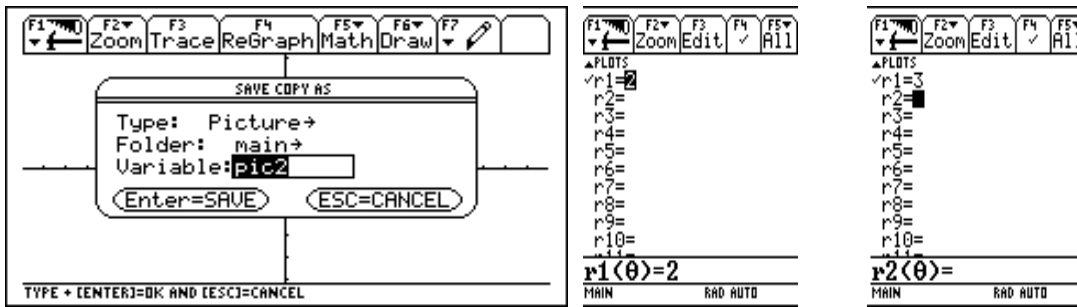 F1 F2 Zoom F3 Trace F4 ReGraph F5 Math F6 Draw F7
SAVE COPY AS
Type: Picture→
Folder: main→
Variable: pic2
Enter=SAVE ESC=CANCEL
TYPE + [ENTER]=OK AND [ESC]=CANCEL
F1 F2 Zoom F3 Edit F4 ✓ F5 All
▲PLOTS
✓r1=2
r2=
r3=
r4=
r5=
r6=
r7=
r8=
r9=
r10=
r1(θ)=2
MAIN RAD AUTO
F1 F2 Zoom F3 Edit F4 ✓ F5 All
▲PLOTS
✓r1=3
r2=
r3=
r4=
r5=
r6=
r7=
r8=
r9=
r10=
r2(θ)=
MAIN RAD AUTO